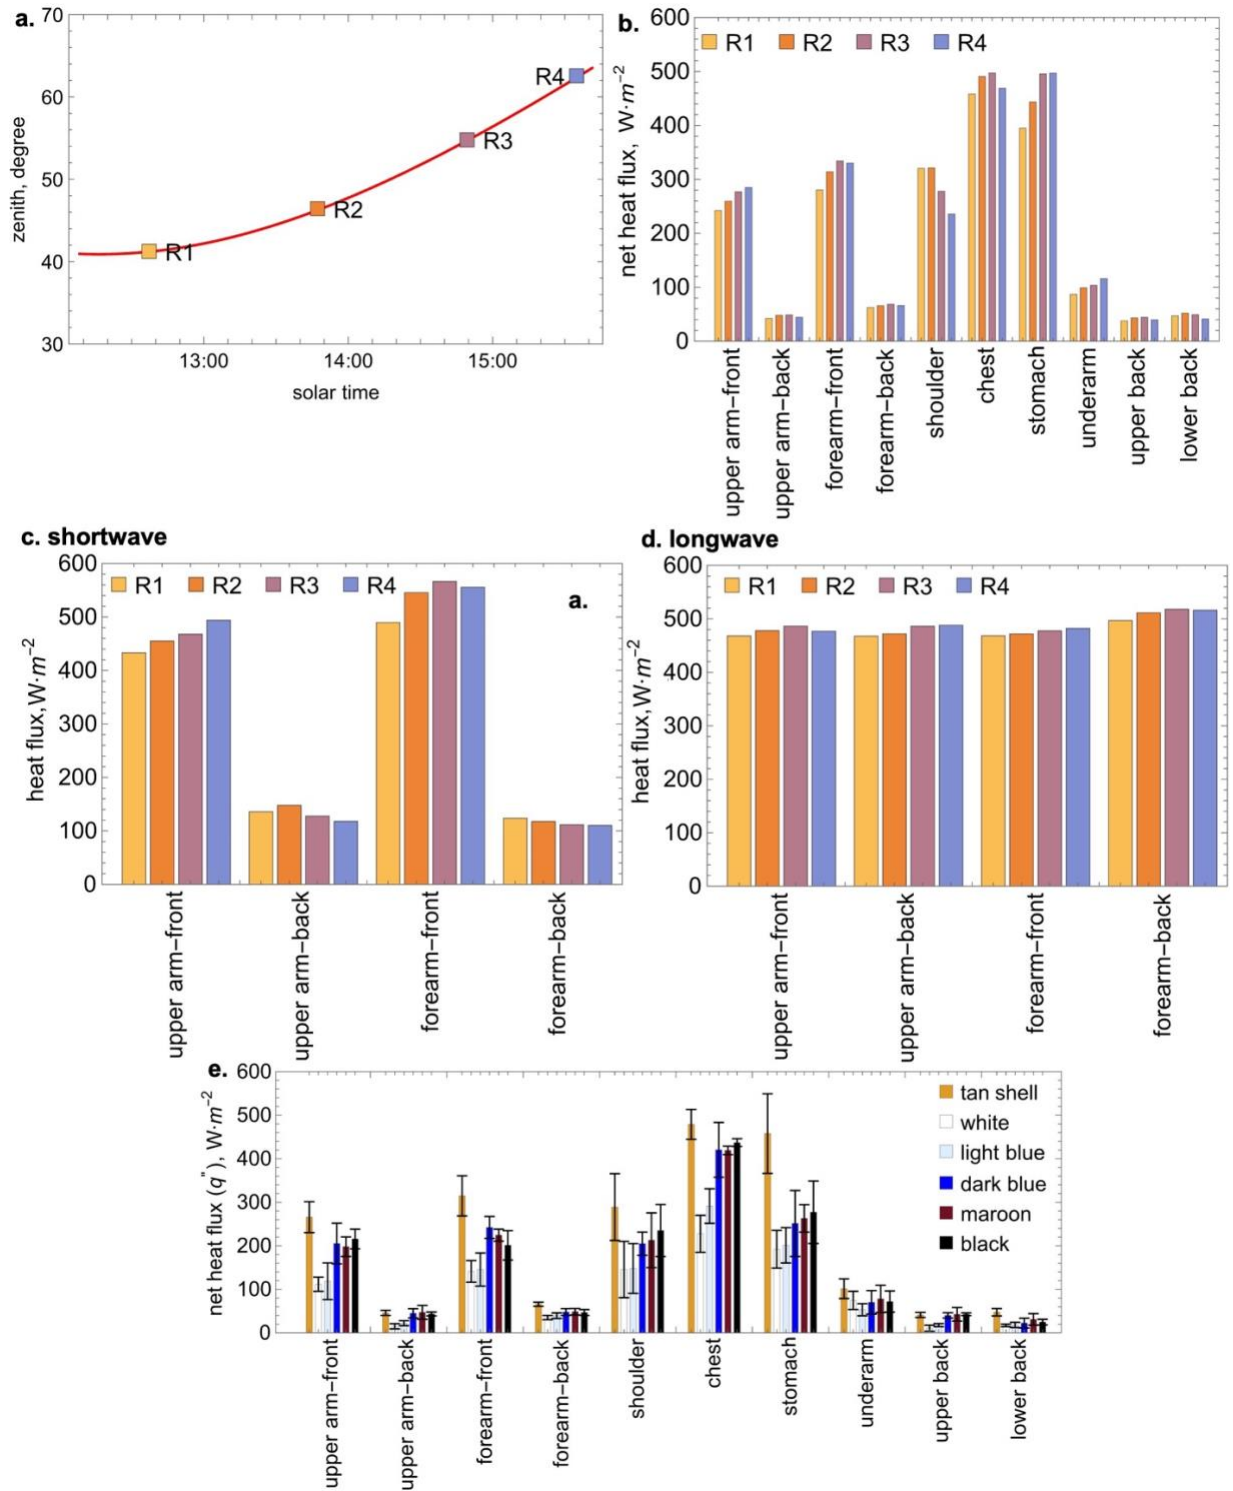 a.
70
60
50
40
30
zenith, degree
R1
R2
R3
R4
13:00
14:00
15:00
solar time
b.
R1 R2 R3 R4
600
500
400
300
200
100
0
net heat flux, W·m⁻²
upper arm–front
upper arm–back
forearm–front
forearm–back
shoulder
chest
stomach
underarm
upper back
lower back
c. shortwave
600
500
400
300
200
100
0
heat flux, W·m⁻²
R1 R2 R3 R4
a.
upper arm–front
upper arm–back
forearm–front
forearm–back
d. longwave
600
500
400
300
200
100
0
heat flux, W·m⁻²
R1 R2 R3 R4
upper arm–front
upper arm–back
forearm–front
forearm–back
e.
600
500
400
300
200
100
0
net heat flux (q"), W·m⁻²
tan shell
white
light blue
dark blue
maroon
black
upper arm–front
upper arm–back
forearm–front
forearm–back
shoulder
chest
stomach
underarm
upper back
lower back